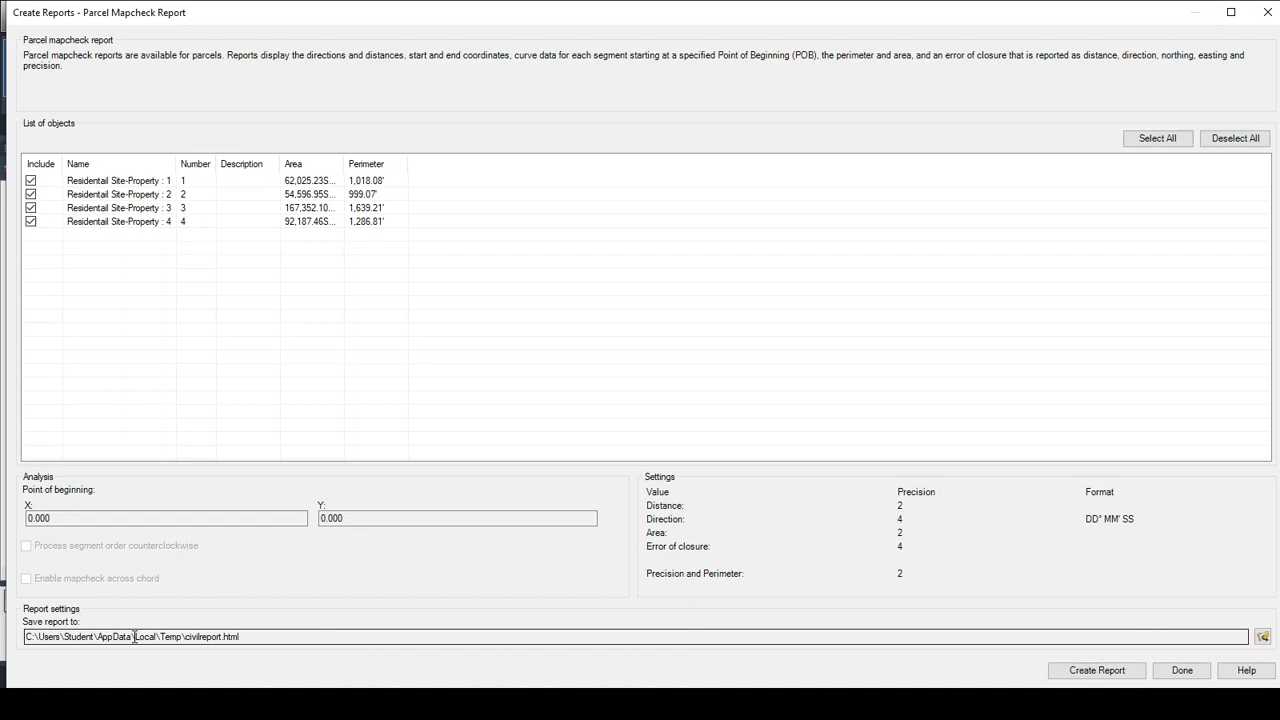 Create Reports - Parcel Mapcheck Report
Parcel mapcheck report
Parcel mapcheck reports are available for parcels. Reports display the directions and distances, start and end coordinates, curve data for each segment starting at a specified Point of Beginning (POB), the perimeter and area, and an error of closure that is reported as distance, direction, northing, easting and
precision.
List of objects
Select All Deselect All
Include Name Number Description Area Perimeter
Residentail Site-Property : 1 1 62,025.23S... 1,018.08'
Residentail Site-Property : 2 2 54,596.95S... 999.07'
Residentail Site-Property : 3 3 167,352.10... 1,639.21'
Residentail Site-Property : 4 4 92,187.46S... 1,286.81'
Analysis
Point of beginning:
X: Y:
0.000 0.000
Process segment order counterclockwise
Enable mapcheck across chord
Settings
Value Precision Format
Distance: 2
Direction: 4 DD° MM' SS
Area: 2
Error of closure: 4
Precision and Perimeter: 2
Report settings
Save report to:
C:\Users\Student\AppData\Local\Temp\civilreport.html
Create Report Done Help